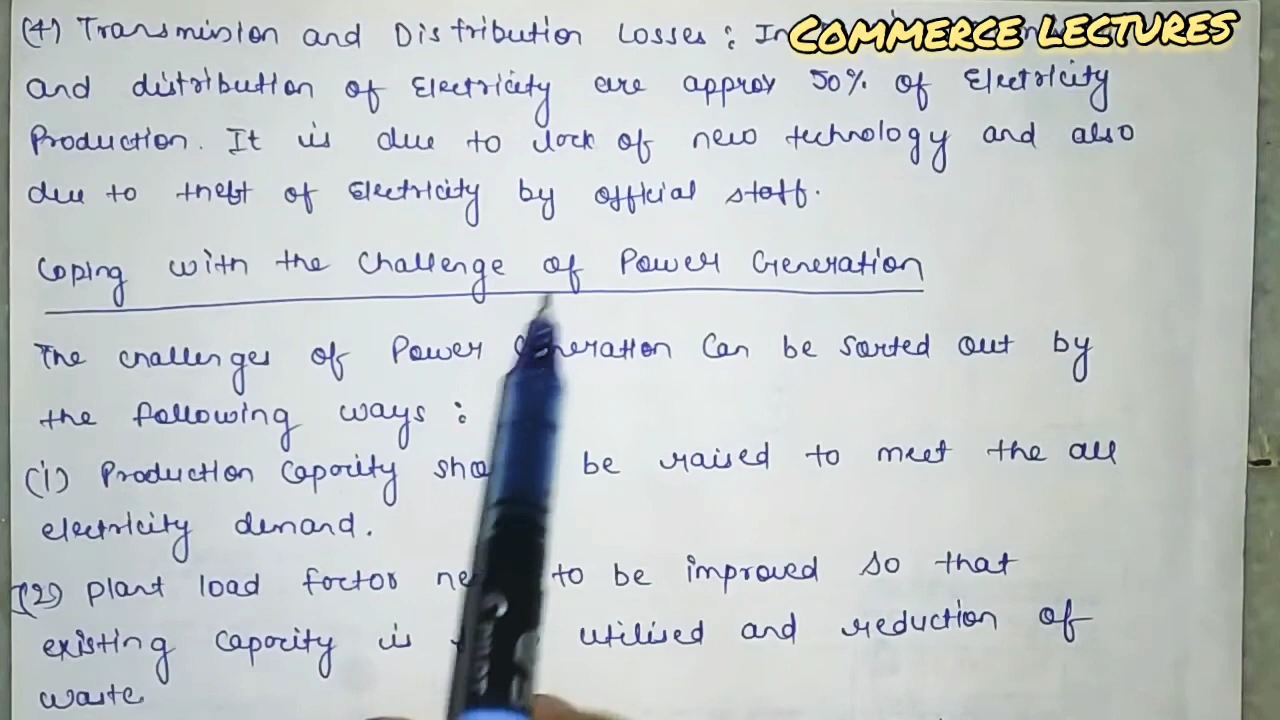 COMMERCE LECTURES
(4) Transmission and Distribution Losses : In
and distribution of Electricity are approx 50% of Electricity
Production. It is due to lack of new technology and also
due to theft of Electricity by official staff.
Coping with the Challenge of Power Generation
The challenges of Power Generation Can be Sorted out by
the following ways :
(1) Production Capacity be raised to meet the all
electricity demand.
(2) Plant load factor to be improved so that
existing Capacity is utilised and reduction of
waste